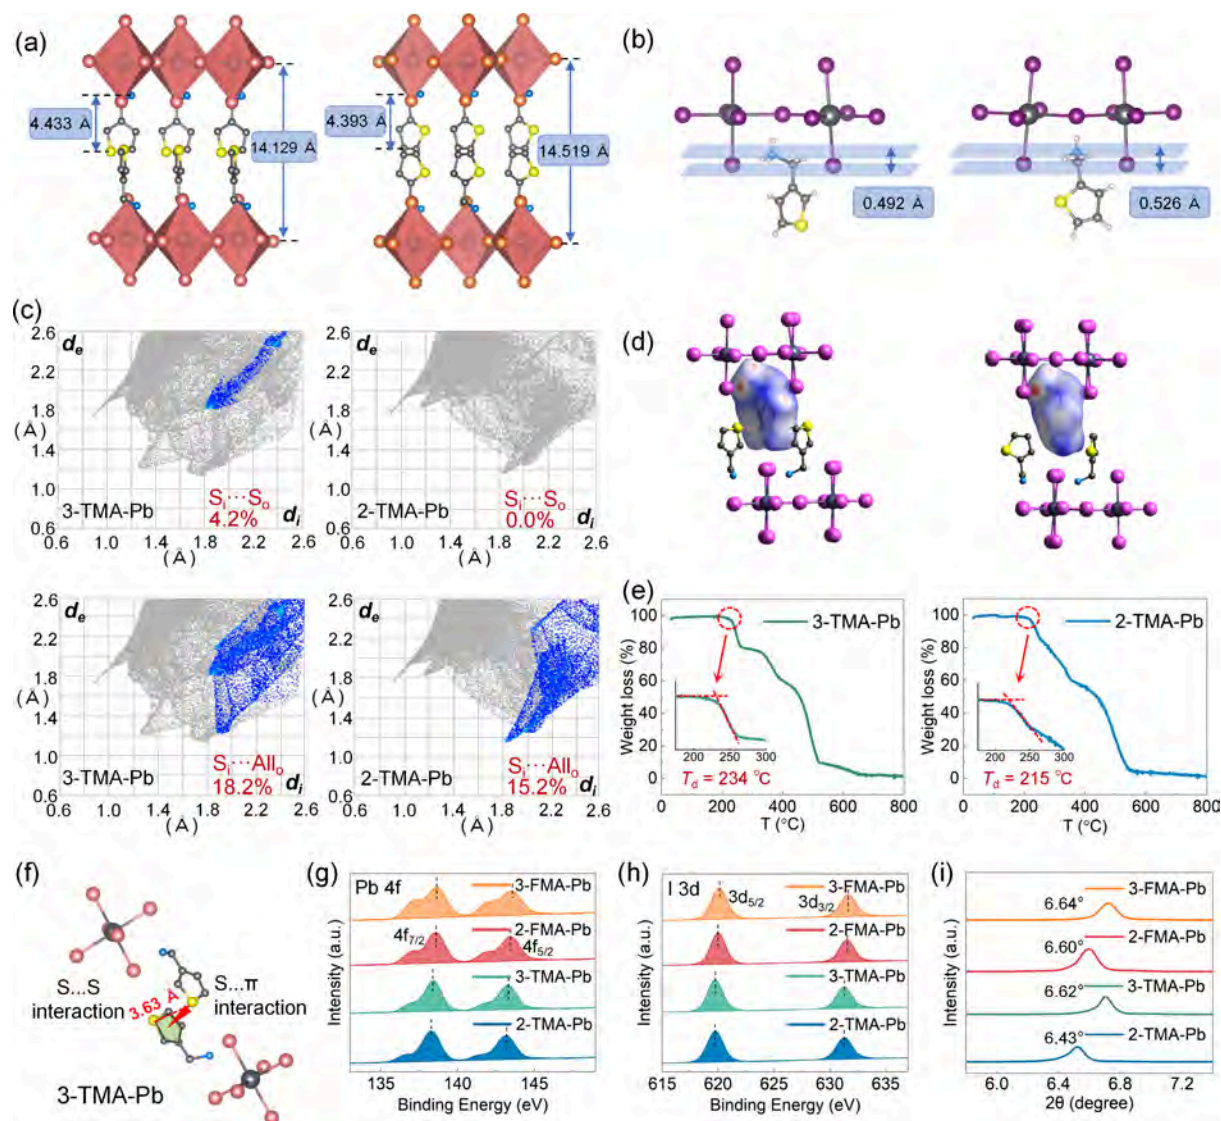 (a)
4.433 Å
14.129 Å
4.393 Å
14.519 Å
(b)
0.492 Å
0.526 Å
(c)
2.6
2.2
1.8
1.4
1.0
0.6
(Å)
d_e
3-TMA-Pb
S_i···S_o
4.2%
d_i
0.6 1.0 1.4 1.8 2.2 2.6
(Å)
2.6
2.2
1.8
1.4
1.0
0.6
(Å)
d_e
2-TMA-Pb
S_i···S_o
0.0%
d_i
0.6 1.0 1.4 1.8 2.2 2.6
(Å)
2.6
2.2
1.8
1.4
1.0
0.6
(Å)
d_e
3-TMA-Pb
S_i···All_o
18.2%
d_i
0.6 1.0 1.4 1.8 2.2 2.6
(Å)
2.6
2.2
1.8
1.4
1.0
0.6
(Å)
d_e
2-TMA-Pb
S_i···All_o
15.2%
d_i
0.6 1.0 1.4 1.8 2.2 2.6
(Å)
(d)
(e)
Weight loss (%)
100
80
60
40
20
0
3-TMA-Pb
180 240 300
T_d = 234 °C
0 200 400 600 800
T (°C)
Weight loss (%)
100
80
60
40
20
0
2-TMA-Pb
180 240 300
T_d = 215 °C
0 200 400 600 800
T (°C)
(f)
S...S
interaction
3.63 Å
S...π
interaction
3-TMA-Pb
(g)
Intensity (a.u.)
Pb 4f
3-FMA-Pb
4f_7/2
2-FMA-Pb
4f_5/2
3-TMA-Pb
2-TMA-Pb
135 140 145
Binding Energy (eV)
(h)
Intensity (a.u.)
I 3d
3d_5/2
3d_3/2
3-FMA-Pb
2-FMA-Pb
3-TMA-Pb
2-TMA-Pb
615 620 625 630 635
Binding Energy (eV)
(i)
Intensity (a.u.)
3-FMA-Pb
6.64°
2-FMA-Pb
6.60°
3-TMA-Pb
6.62°
2-TMA-Pb
6.43°
6.0 6.4 6.8 7.2
2θ (degree)